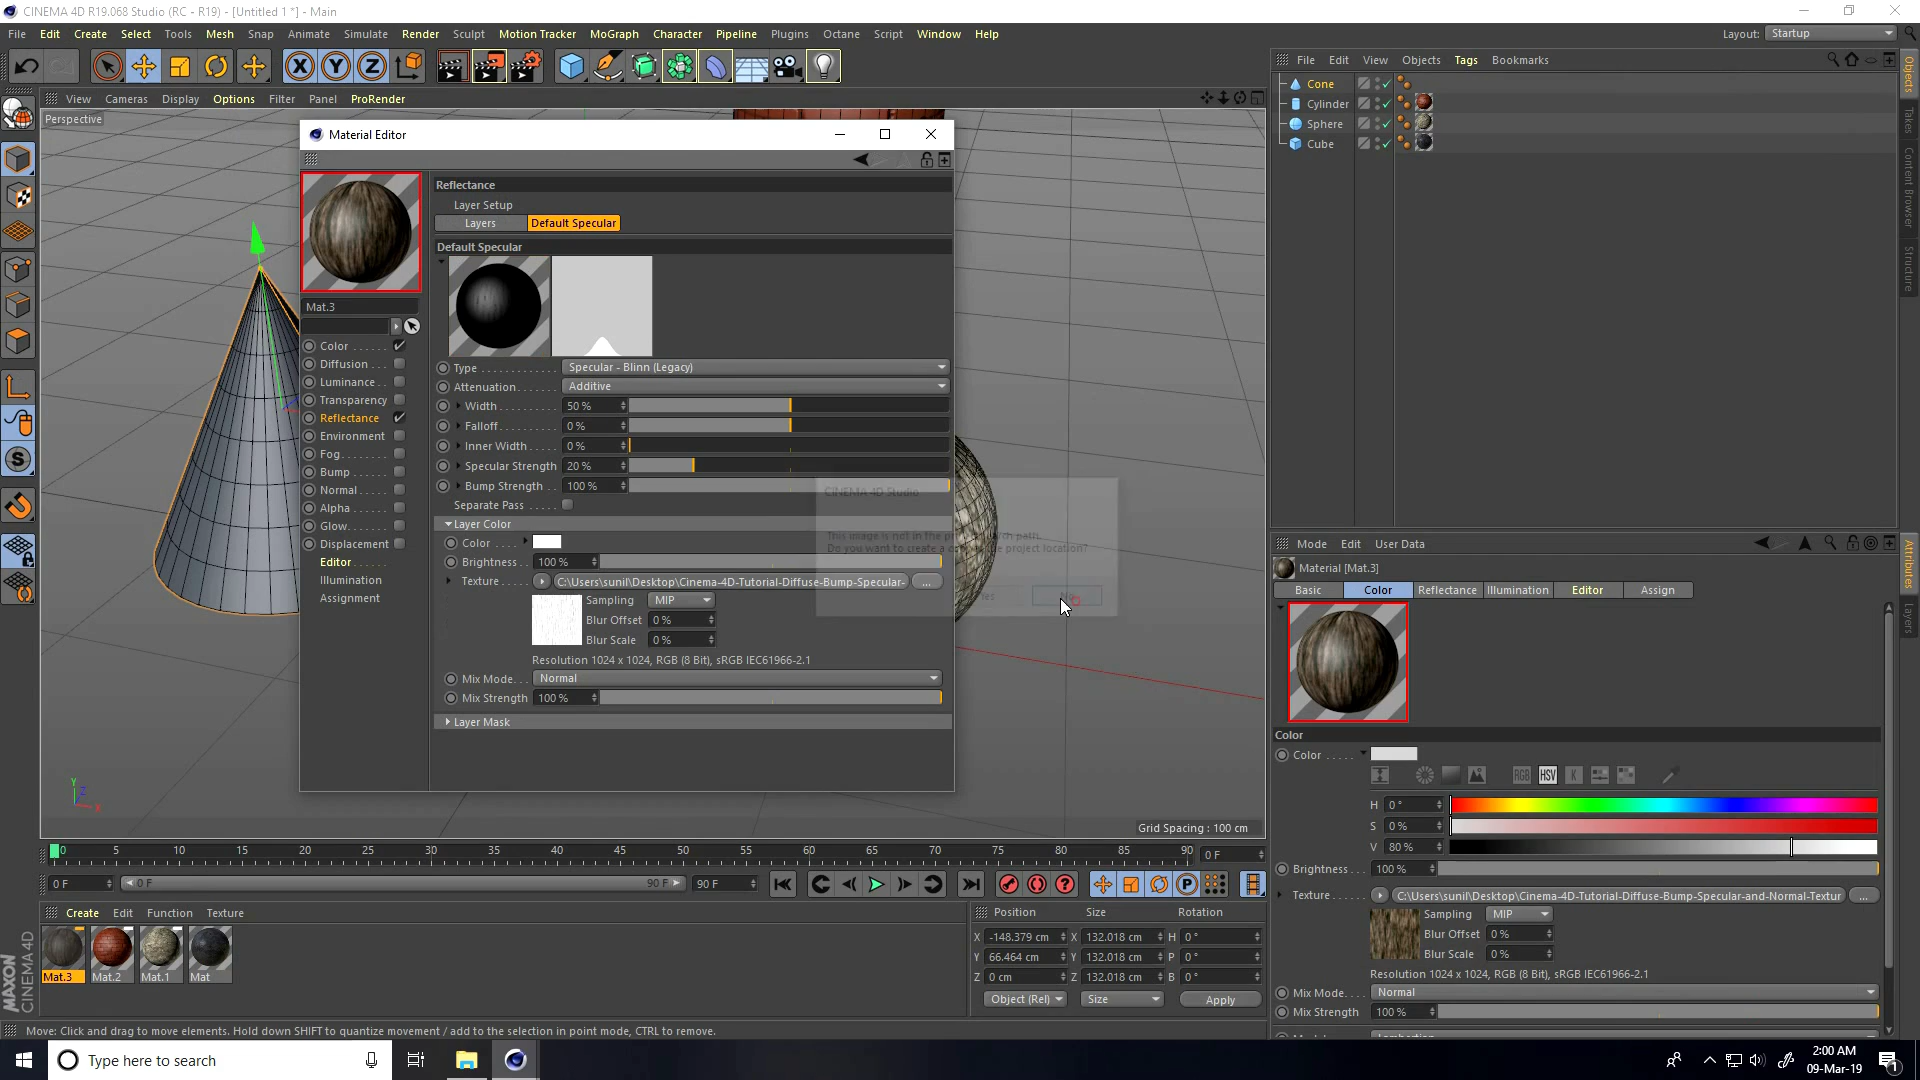 CINEMA 4D R19.068 Studio (RC - R19) - [Untitled 1 *] - Main
File Edit Create Select Tools Mesh Snap Animate Simulate Render Sculpt Motion Tracker MoGraph Character Pipeline Plugins Octane Script Window Help
Layout: Startup
View Cameras Display Options Filter Panel ProRender
Perspective
File Edit View Objects Tags Bookmarks
Cone
Cylinder
Sphere
Cube
Objects
Takes
Content Browser
Structure
Material Editor
Mat.3
Color
Diffusion
Luminance
Transparency
Reflectance
Environment
Fog
Bump
Normal
Alpha
Glow
Displacement
Editor
Illumination
Assignment
Reflectance
Layer Setup
Layers Default Specular
Default Specular
Type Specular - Blinn (Legacy)
Attenuation Additive
Width 50 %
Falloff 0 %
Inner Width 0 %
Specular Strength 20 %
Bump Strength 100 %
Separate Pass
Layer Color
Color
Brightness 100 %
Texture C:\Users\sunil\Desktop\Cinema-4D-Tutorial-Diffuse-Bump-Specular- ...
Sampling MIP
Blur Offset 0 %
Blur Scale 0 %
Resolution 1024 x 1024, RGB (8 Bit), sRGB IEC61966-2.1
Mix Mode Normal
Mix Strength 100 %
Layer Mask
CINEMA 4D Studio
Grid Spacing : 100 cm
Y Z X
0 5 10 15 20 25 30 35 40 45 50 55 60 65 70 75 80 85 90 0 F
0 F 0 F 90 F 90 F
Create Edit Function Texture
Mat.3 Mat.2 Mat.1 Mat
MAXON CINEMA 4D
Position Size Rotation
X -148.379 cm X 132.018 cm H 0 °
Y 66.464 cm Y 132.018 cm P 0 °
Z 0 cm Z 132.018 cm B 0 °
Object (Rel) Size Apply
Mode Edit User Data
Material [Mat.3]
Basic Color Reflectance Illumination Editor Assign
Color
Color
RGB HSV K
H 0 °
S 0 %
V 80 %
Brightness 100 %
Texture C:\Users\sunil\Desktop\Cinema-4D-Tutorial-Diffuse-Bump-Specular-and-Normal-Textur ...
Sampling MIP
Blur Offset 0 %
Blur Scale 0 %
Resolution 1024 x 1024, RGB (8 Bit), sRGB IEC61966-2.1
Mix Mode Normal
Mix Strength 100 %
Attributes
Layers
Move: Click and drag to move elements. Hold down SHIFT to quantize movement / add to the selection in point mode, CTRL to remove.
Type here to search
2:00 AM
09-Mar-19
1